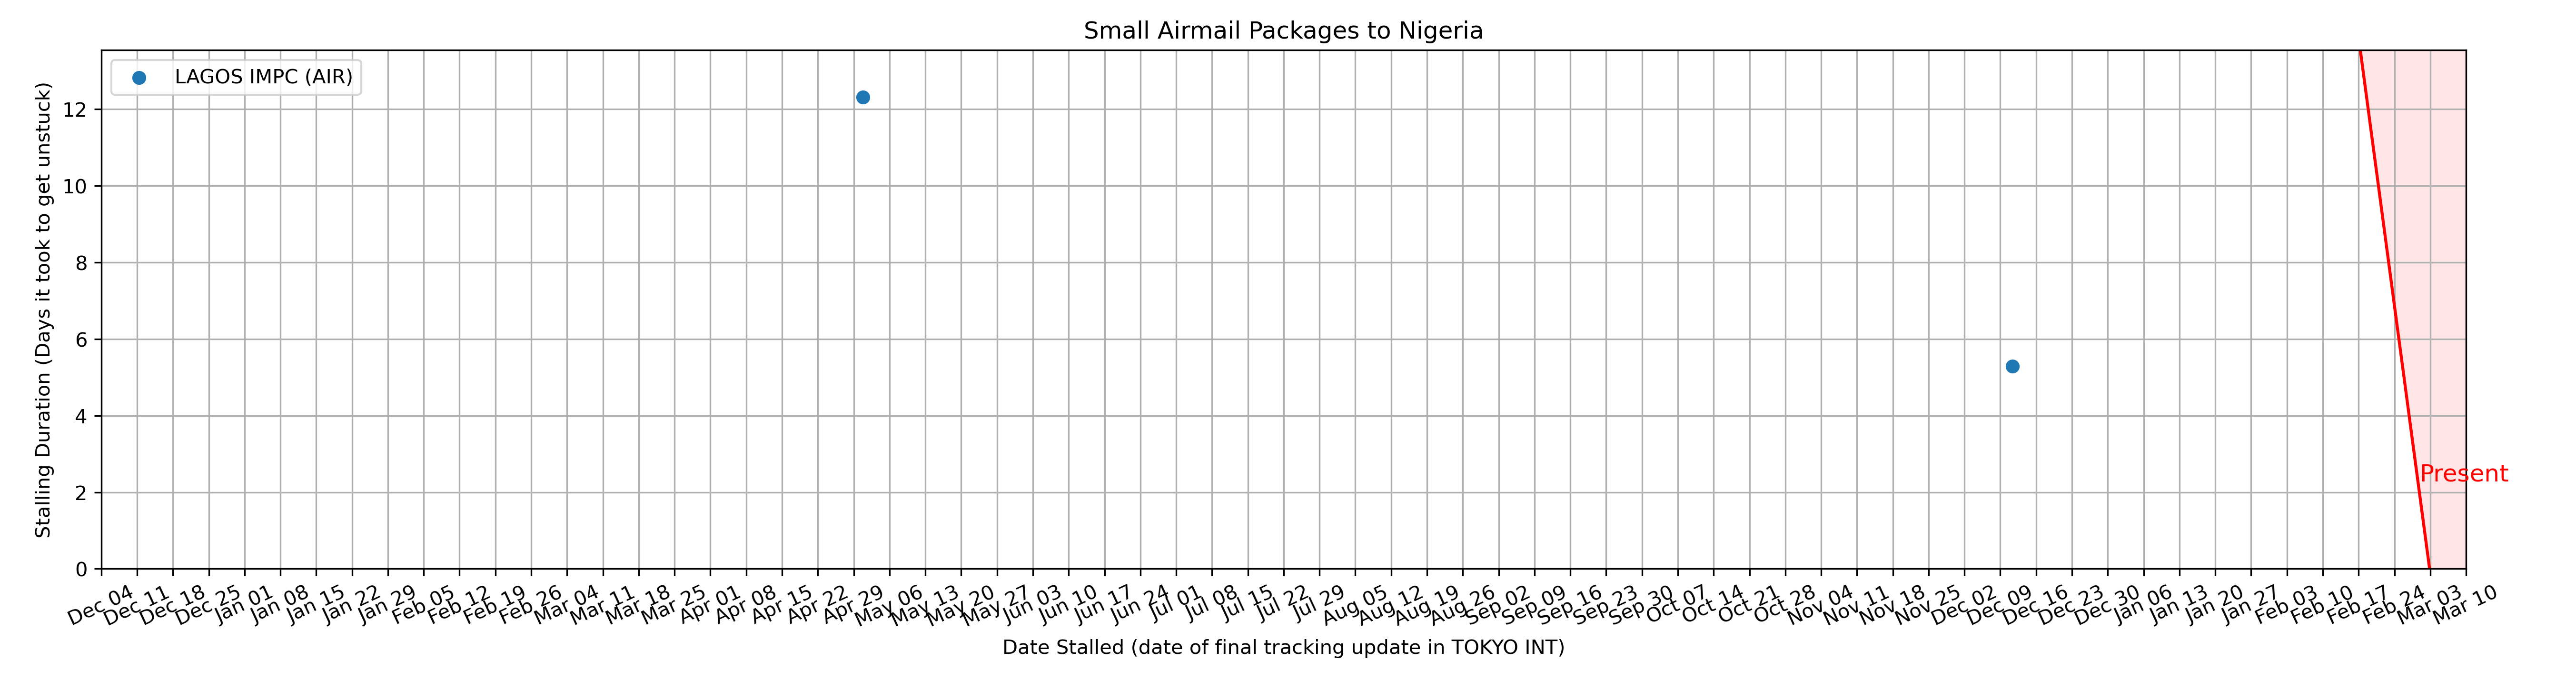 Small Airmail Packages to Nigeria
LAGOS IMPC (AIR)
Stalling Duration (Days it took to get unstuck)
12
10
8
6
4
2
0
Present
Dec 04
Dec 11
Dec 18
Dec 25
Jan 01
Jan 08
Jan 15
Jan 22
Jan 29
Feb 05
Feb 12
Feb 19
Feb 26
Mar 04
Mar 11
Mar 18
Mar 25
Apr 01
Apr 08
Apr 15
Apr 22
Apr 29
May 06
May 13
May 20
May 27
Jun 03
Jun 10
Jun 17
Jun 24
Jul 01
Jul 08
Jul 15
Jul 22
Jul 29
Aug 05
Aug 12
Aug 19
Aug 26
Sep 02
Sep 09
Sep 16
Sep 23
Sep 30
Oct 07
Oct 14
Oct 21
Oct 28
Nov 04
Nov 11
Nov 18
Nov 25
Dec 02
Dec 09
Dec 16
Dec 23
Dec 30
Jan 06
Jan 13
Jan 20
Jan 27
Feb 03
Feb 10
Feb 17
Feb 24
Mar 03
Mar 10
Date Stalled (date of final tracking update in TOKYO INT)